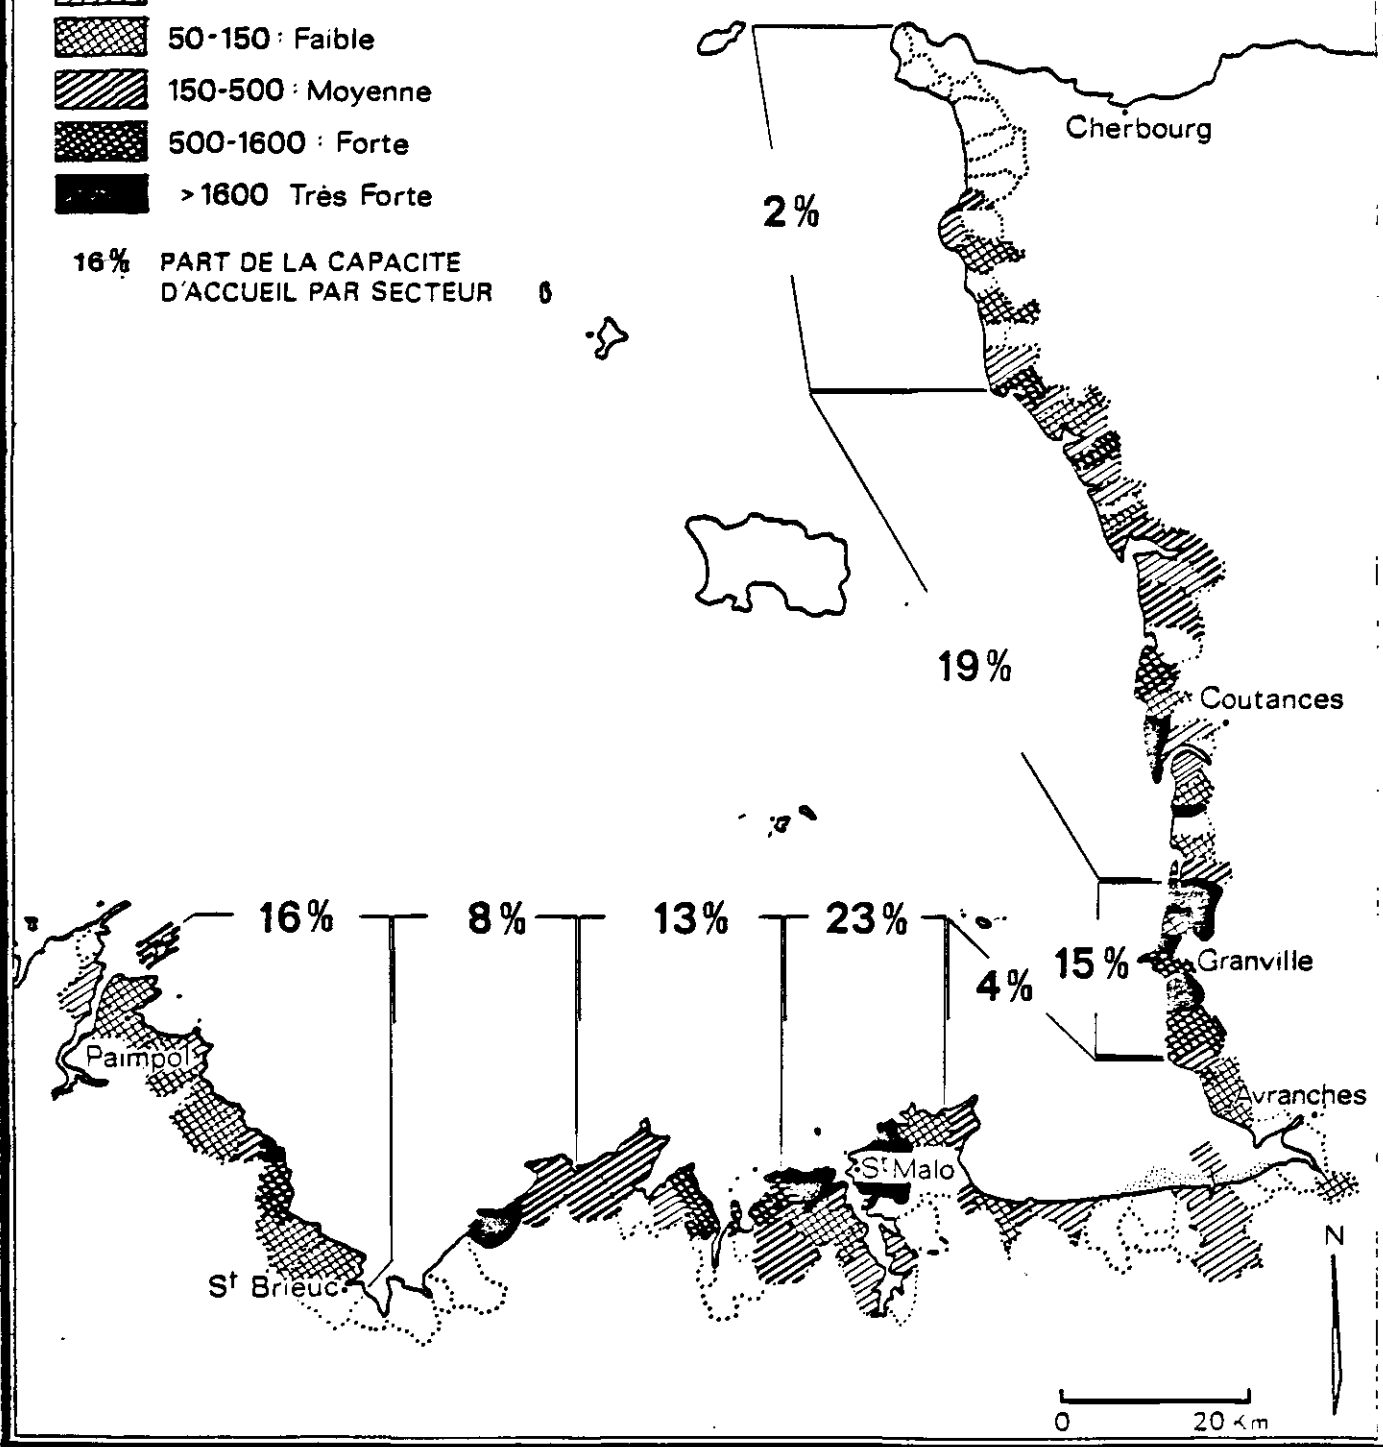 50-150 : Faible
150-500 : Moyenne
500-1600 : Forte
>1600 Très Forte
16% PART DE LA CAPACITE
D'ACCUEIL PAR SECTEUR
Cherbourg
2%
19%
Coutances
16%
8%
13%
23%
4%
15%
Granville
Paimpol
Avranches
St Malo
St Brieuc
N
0 20 Km